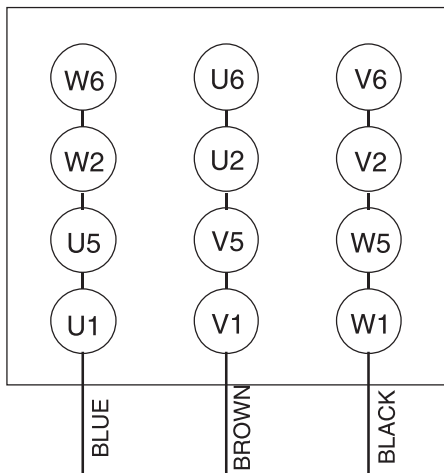 W6 U6 V6
W2 U2 V2
U5 V5 W5
U1 V1 W1
BLUE
BROWN
BLACK